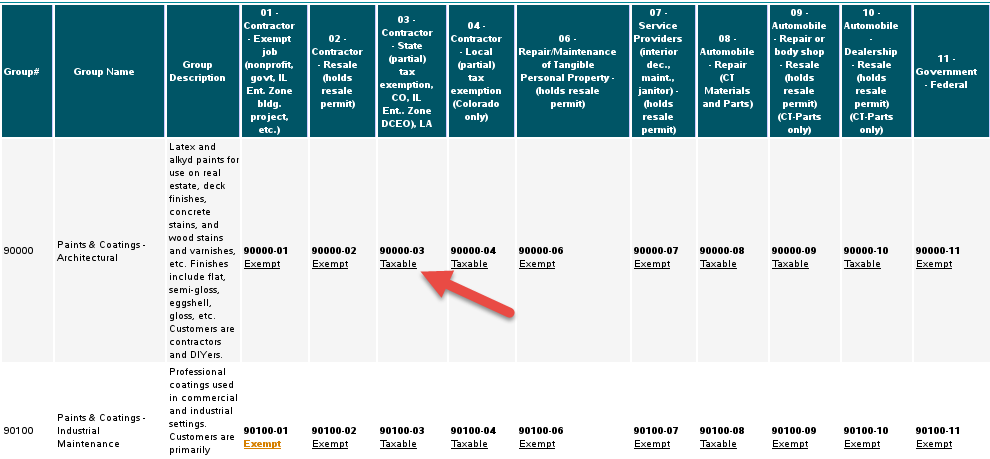 Group#
Group Name
Group
Description
01 -
Contractor
- Exempt
job
(nonprofit,
govt, IL
Ent. Zone
bldg.
project,
etc.)
02 -
Contractor
- Resale
(holds
resale
permit)
03 -
Contractor
- State
(partial)
tax
exemption,
CO, IL
Ent.. Zone
DCEO), LA
04 -
Contractor
- Local
(partial)
tax
exemption
(Colorado
only)
06 -
Repair/Maintenance
of Tangible
Personal Property -
(holds resale
permit)
07 - Service
Providers
(interior
dec.,
maint.,
janitor) -
(holds
resale
permit)
08 -
Automobile
- Repair
(CT
Materials
and Parts)
09 -
Automobile
- Repair or
body shop
- Resale
(holds
resale
permit)
(CT-Parts
only)
10 -
Automobile
-
Dealership
- Resale
(holds
resale
permit)
(CT-Parts
only)
11 -
Government
- Federal
90000
Paints & Coatings -
Architectural
Latex and
alkyd paints for
use on real
estate, deck
finishes,
concrete
stains, and
wood stains
and varnishes,
etc. Finishes
include flat,
semi-gloss,
eggshell,
gloss, etc.
Customers are
contractors
and DIYers.
90000-01
Exempt
90000-02
Exempt
90000-03
Taxable
90000-04
Taxable
90000-06
Exempt
90000-07
Exempt
90000-08
Taxable
90000-09
Taxable
90000-10
Taxable
90000-11
Exempt
90100
Paints & Coatings -
Industrial
Maintenance
Professional
coatings used
in commercial
and industrial
settings.
Customers are
primarily
90100-01
Exempt
90100-02
Exempt
90100-03
Taxable
90100-04
Taxable
90100-06
Exempt
90100-07
Exempt
90100-08
Taxable
90100-09
Exempt
90100-10
Exempt
90100-11
Exempt